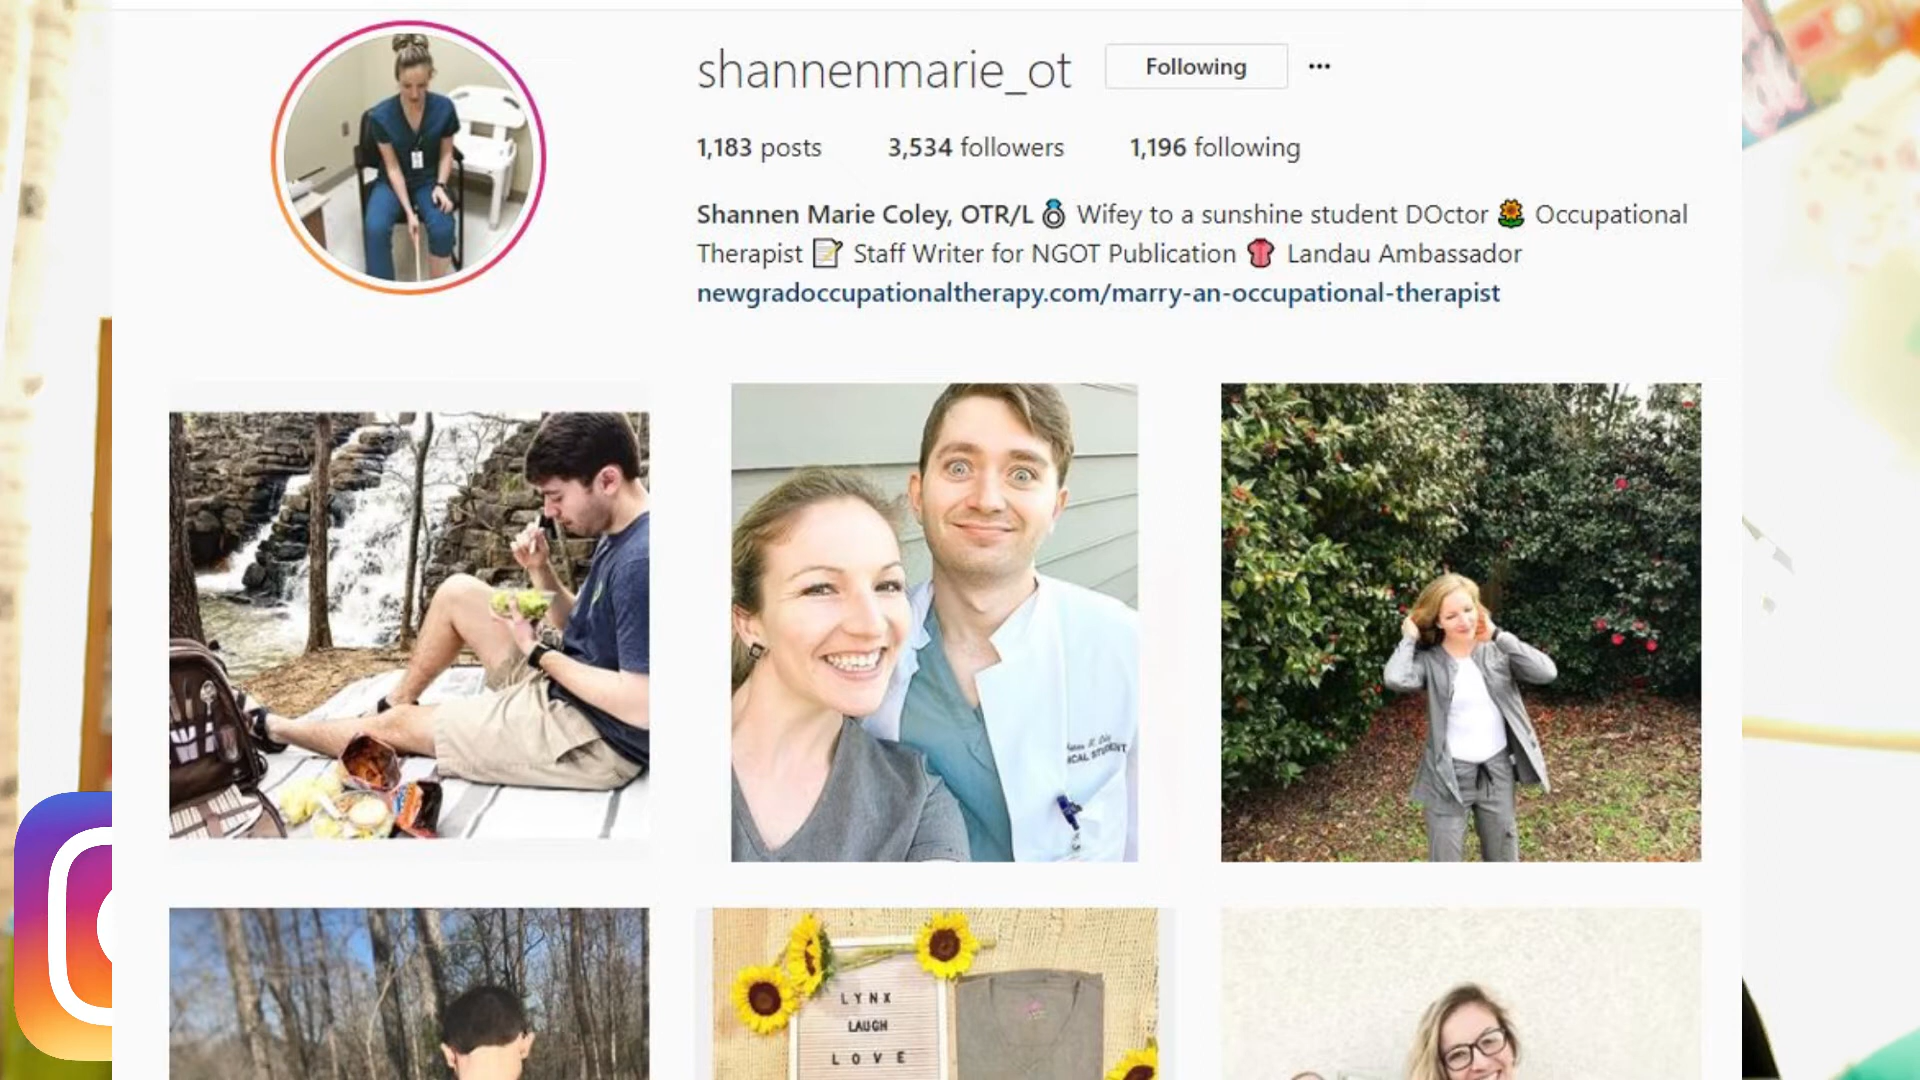 shannenmarie_ot Following
1,183 posts 3,534 followers 1,196 following
Shannen Marie Coley, OTR/L 💍 Wifey to a sunshine student DOctor 🌻 Occupational
Therapist 📝 Staff Writer for NGOT Publication 👚 Landau Ambassador
newgradoccupationaltherapy.com/marry-an-occupational-therapist
LYNX
LAUGH
LOVE